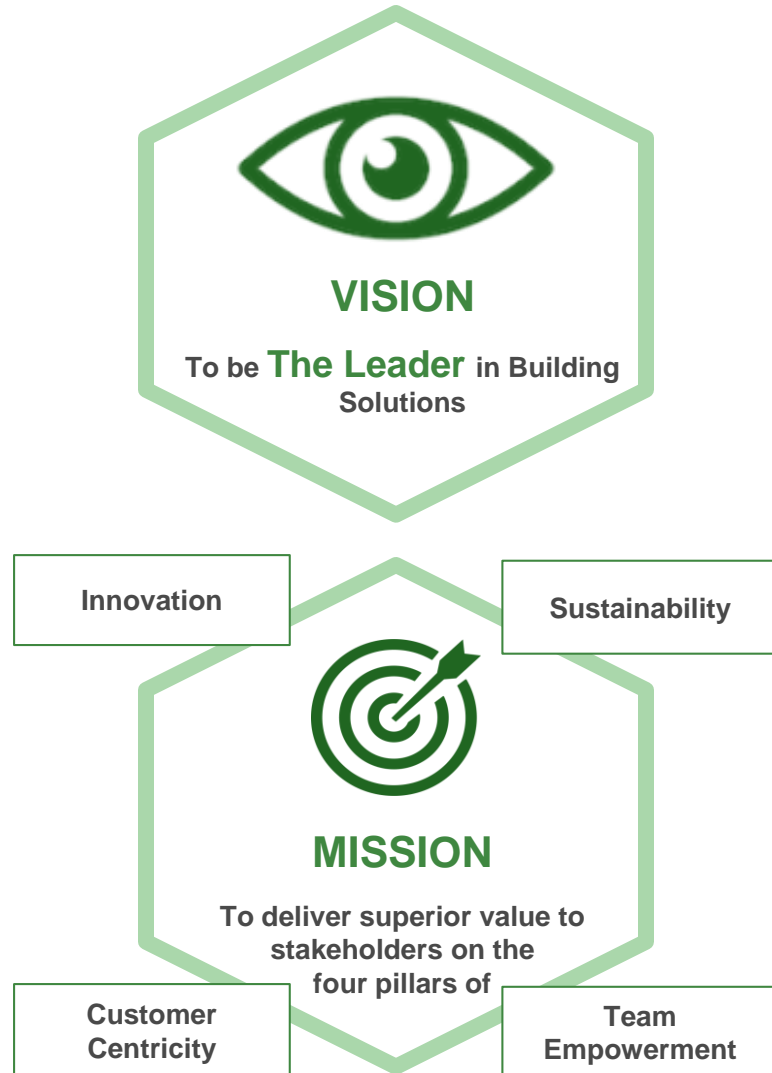 VISION
To be The Leader in Building
Solutions
Innovation
Sustainability
MISSION
To deliver superior value to
stakeholders on the
four pillars of
Customer
Centricity
Team
Empowerment